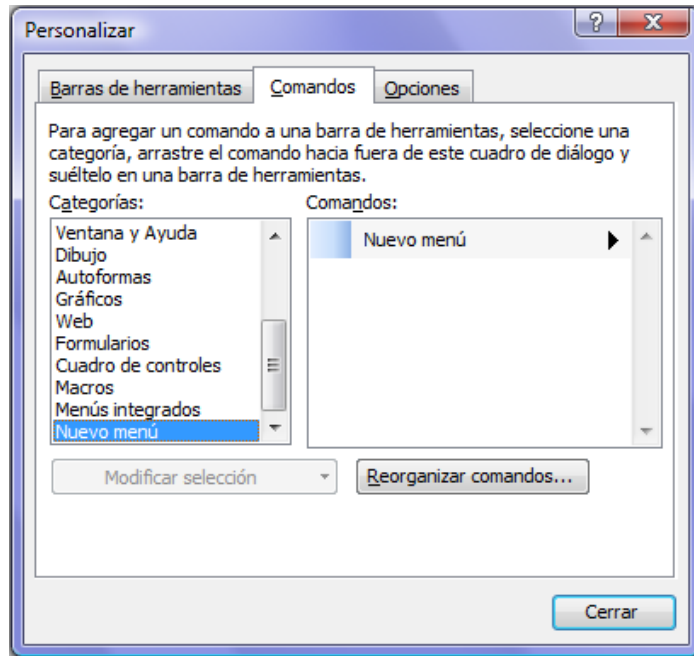 Personalizar
Barras de herramientas Comandos Opciones
Para agregar un comando a una barra de herramientas, seleccione una
categoría, arrastre el comando hacia fuera de este cuadro de diálogo y
suéltelo en una barra de herramientas.
Categorías: Comandos:
Ventana y Ayuda
Dibujo
Autoformas
Gráficos
Web
Formularios
Cuadro de controles
Macros
Menús integrados
Nuevo menú
Nuevo menú
Modificar selección Reorganizar comandos...
Cerrar